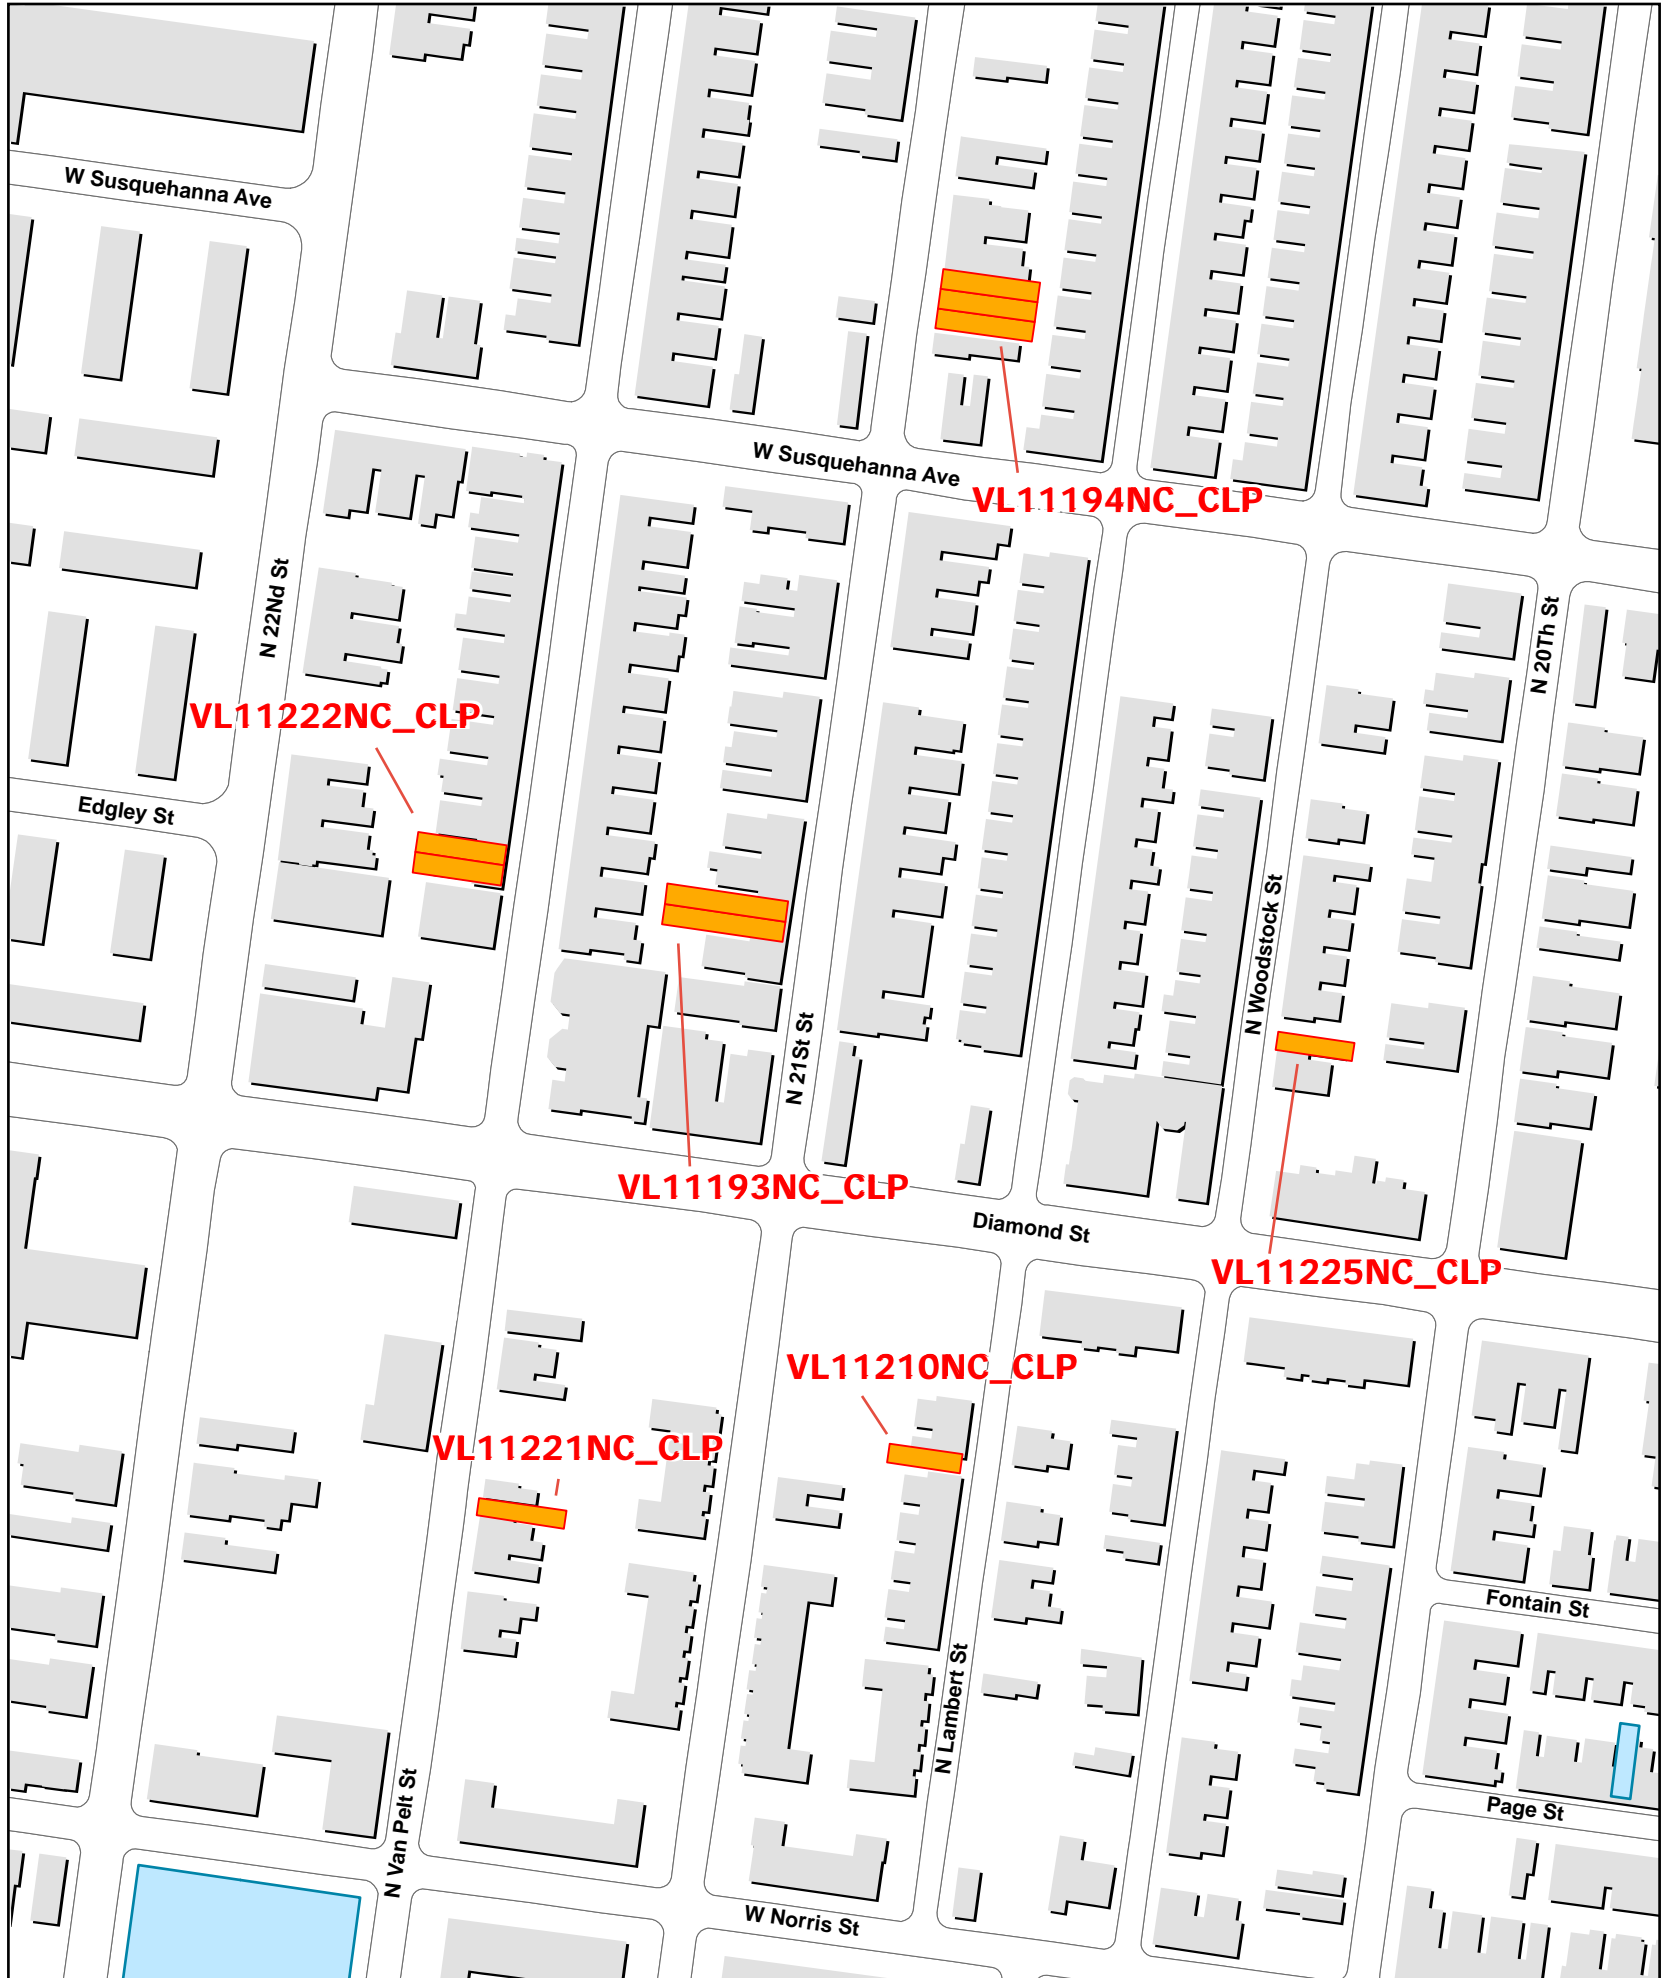 W Susquehanna Ave
W Susquehanna Ave
VL11194NC_CLP
N 22Nd St
N 20Th St
VL11222NC_CLP
Edgley St
N Woodstock St
N 21St St
VL11193NC_CLP
Diamond St
VL11225NC_CLP
VL11210NC_CLP
VL11221NC_CLP
Fontain St
N Lambert St
N Van Pelt St
Page St
W Norris St